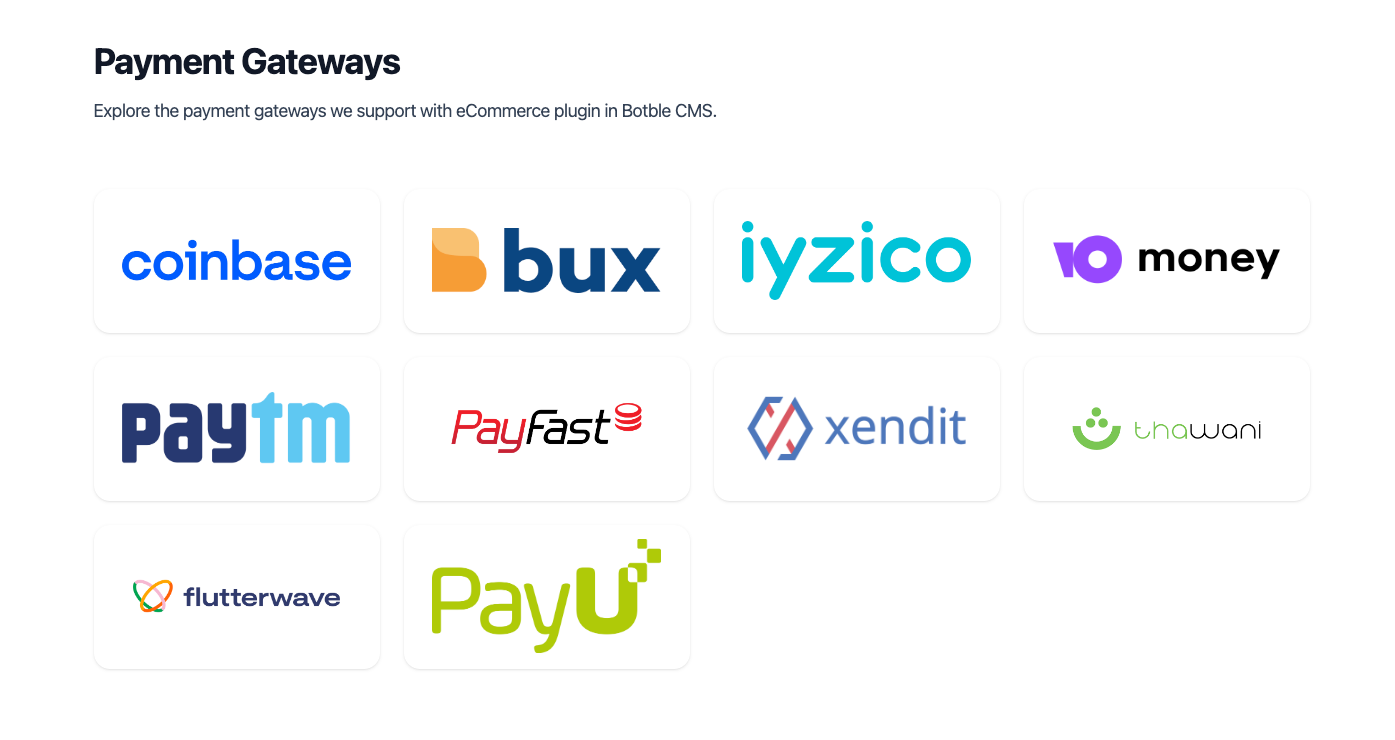 Payment Gateways
Explore the payment gateways we support with eCommerce plugin in Botble CMS.
coinbase
bux
iyzico
money
paytm
PayFast
xendit
thawani
flutterwave
PayU